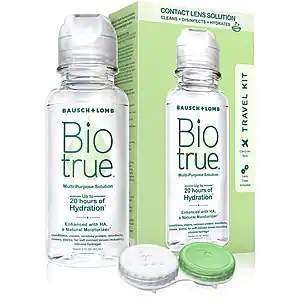 BAUSCH+LOMB
Bio
true
Multi-Purpose Solution
Up to
20 hours of
Hydration
Enhanced with HA,
a Natural Moisturizer
CONTACT LENS SOLUTION
CLEANS • DISINFECTS • HYDRATES
BAUSCH+LOMB
Bio
true
Multi-Purpose Solution
Up to
20 hours of
Hydration
Enhanced with HA,
a Natural Moisturizer
TRAVEL KIT